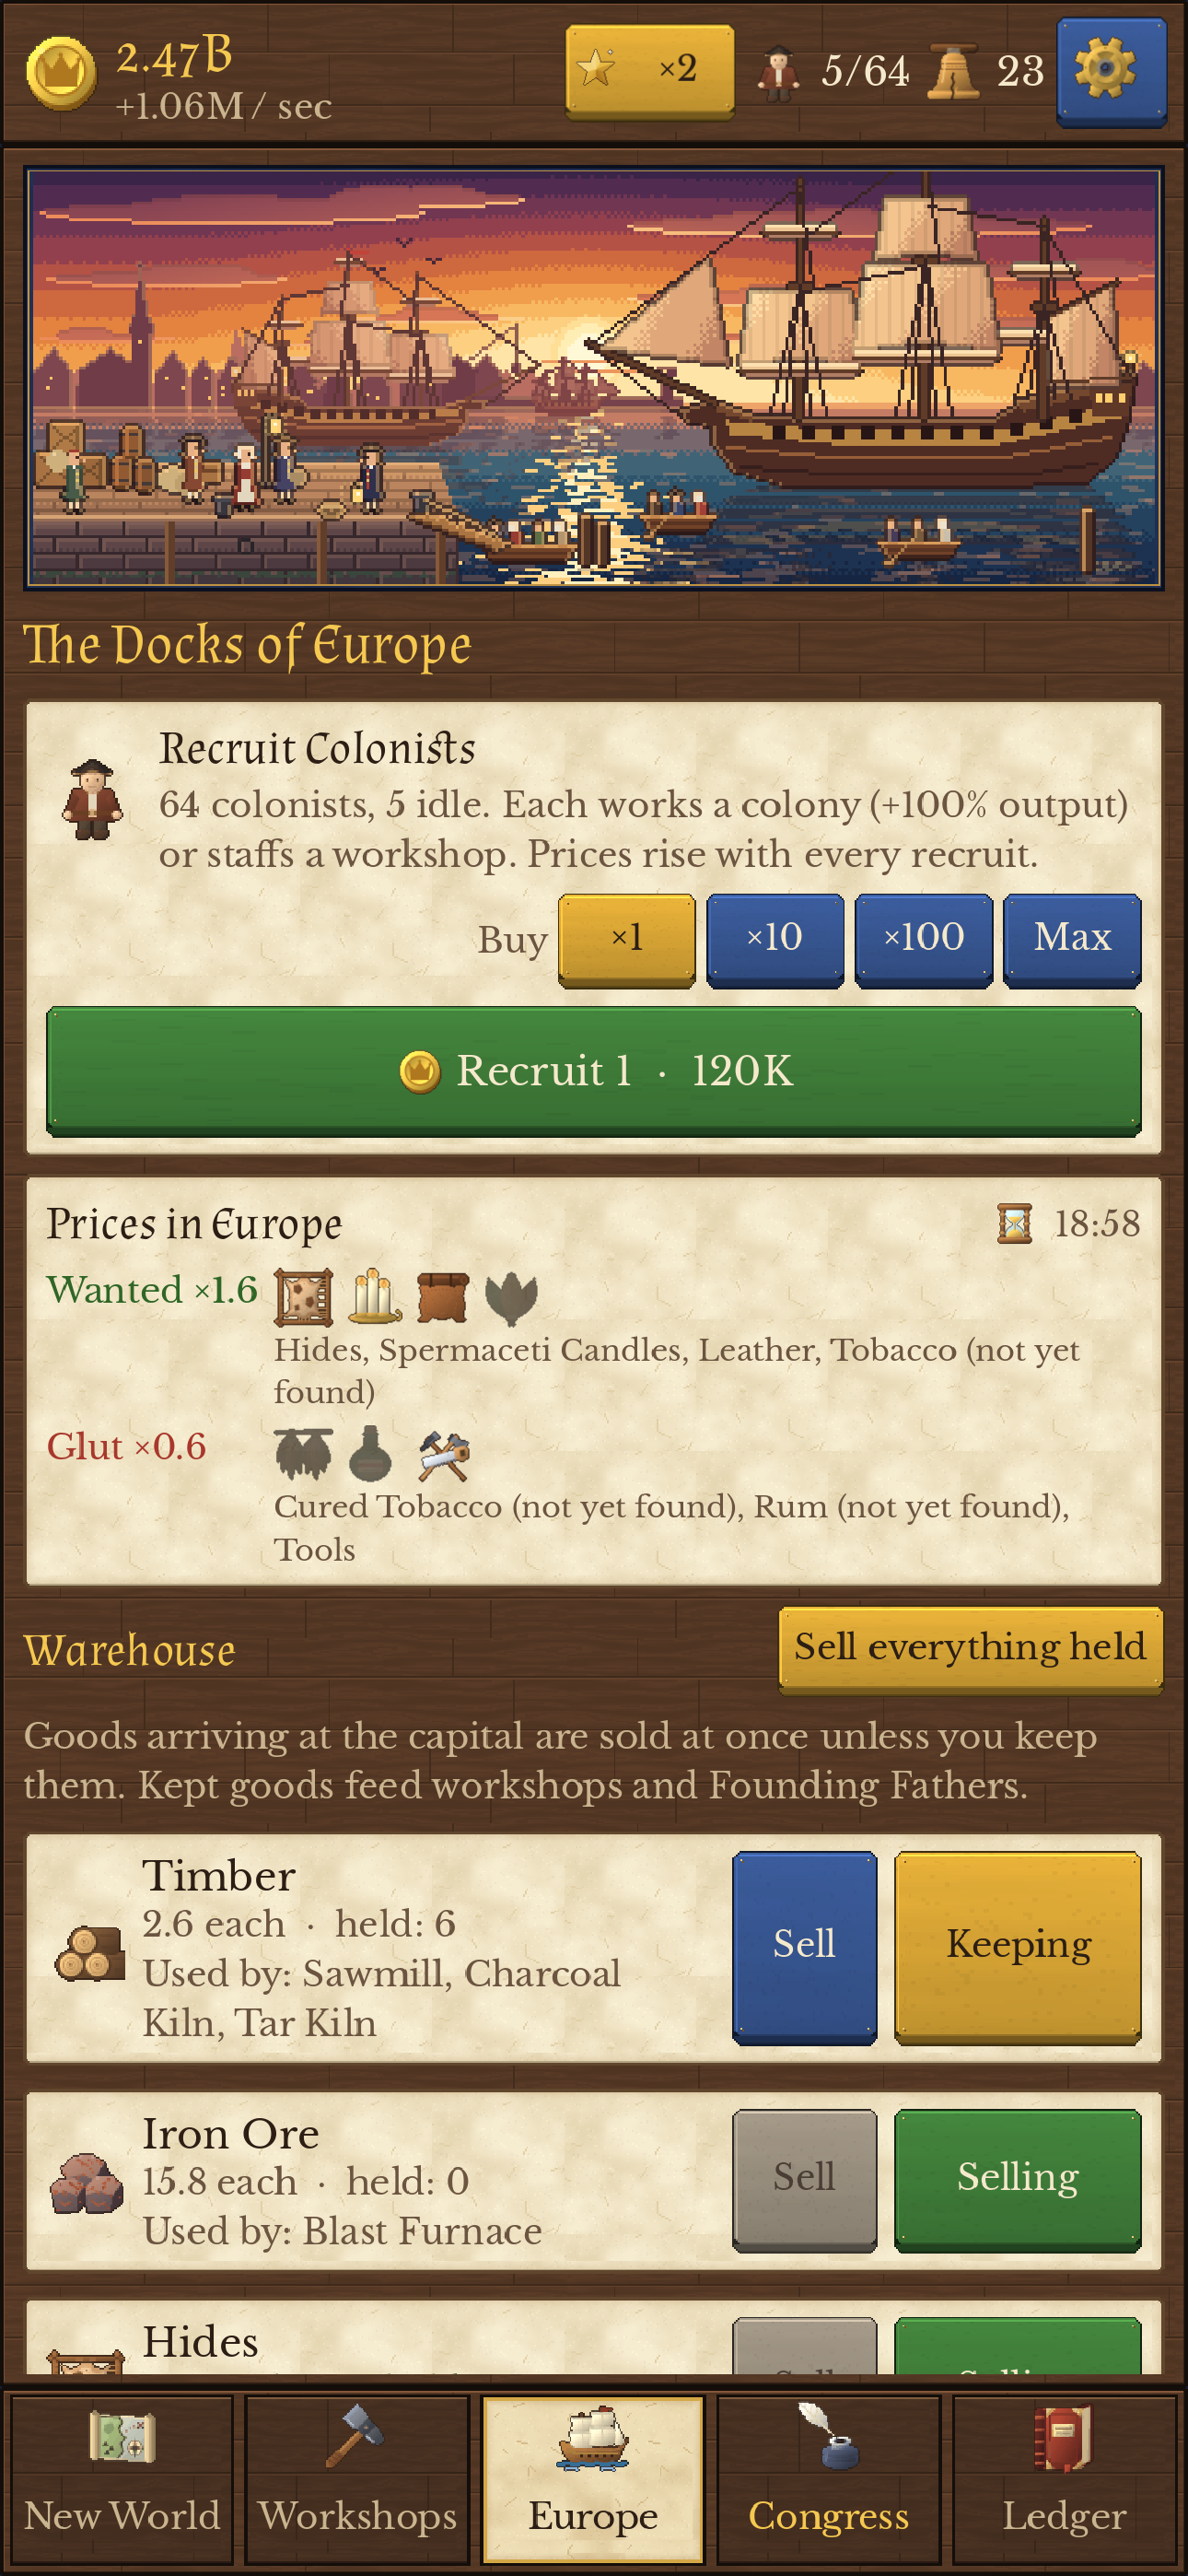 2.47B
+1.06M / sec
×2
5/64
23
The Docks of Europe
Recruit Colonists
64 colonists, 5 idle. Each works a colony (+100% output)
or staffs a workshop. Prices rise with every recruit.
Buy
×1
×10
×100
Max
Recruit 1 · 120K
Prices in Europe
18:58
Wanted ×1.6
Hides, Spermaceti Candles, Leather, Tobacco (not yet
found)
Glut ×0.6
Cured Tobacco (not yet found), Rum (not yet found),
Tools
Warehouse
Sell everything held
Goods arriving at the capital are sold at once unless you keep
them. Kept goods feed workshops and Founding Fathers.
Timber
2.6 each · held: 6
Used by: Sawmill, Charcoal
Kiln, Tar Kiln
Sell
Keeping
Iron Ore
15.8 each · held: 0
Used by: Blast Furnace
Sell
Selling
Hides
New World
Workshops
Europe
Congress
Ledger